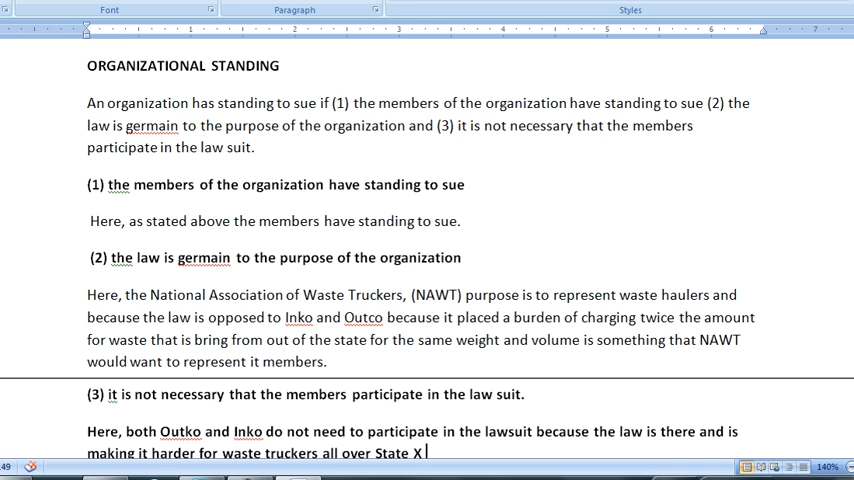 Font Paragraph Styles
1 2 3 4 5 6 7
ORGANIZATIONAL STANDING
An organization has standing to sue if (1) the members of the organization have standing to sue (2) the
law is germain to the purpose of the organization and (3) it is not necessary that the members
participate in the law suit.
(1) the members of the organization have standing to sue
Here, as stated above the members have standing to sue.
(2) the law is germain to the purpose of the organization
Here, the National Association of Waste Truckers, (NAWT) purpose is to represent waste haulers and
because the law is opposed to Inko and Outco because it placed a burden of charging twice the amount
for waste that is bring from out of the state for the same weight and volume is something that NAWT
would want to represent it members.
(3) it is not necessary that the members participate in the law suit.
Here, both Outko and Inko do not need to participate in the lawsuit because the law is there and is
making it harder for waste truckers all over State X
49 140%